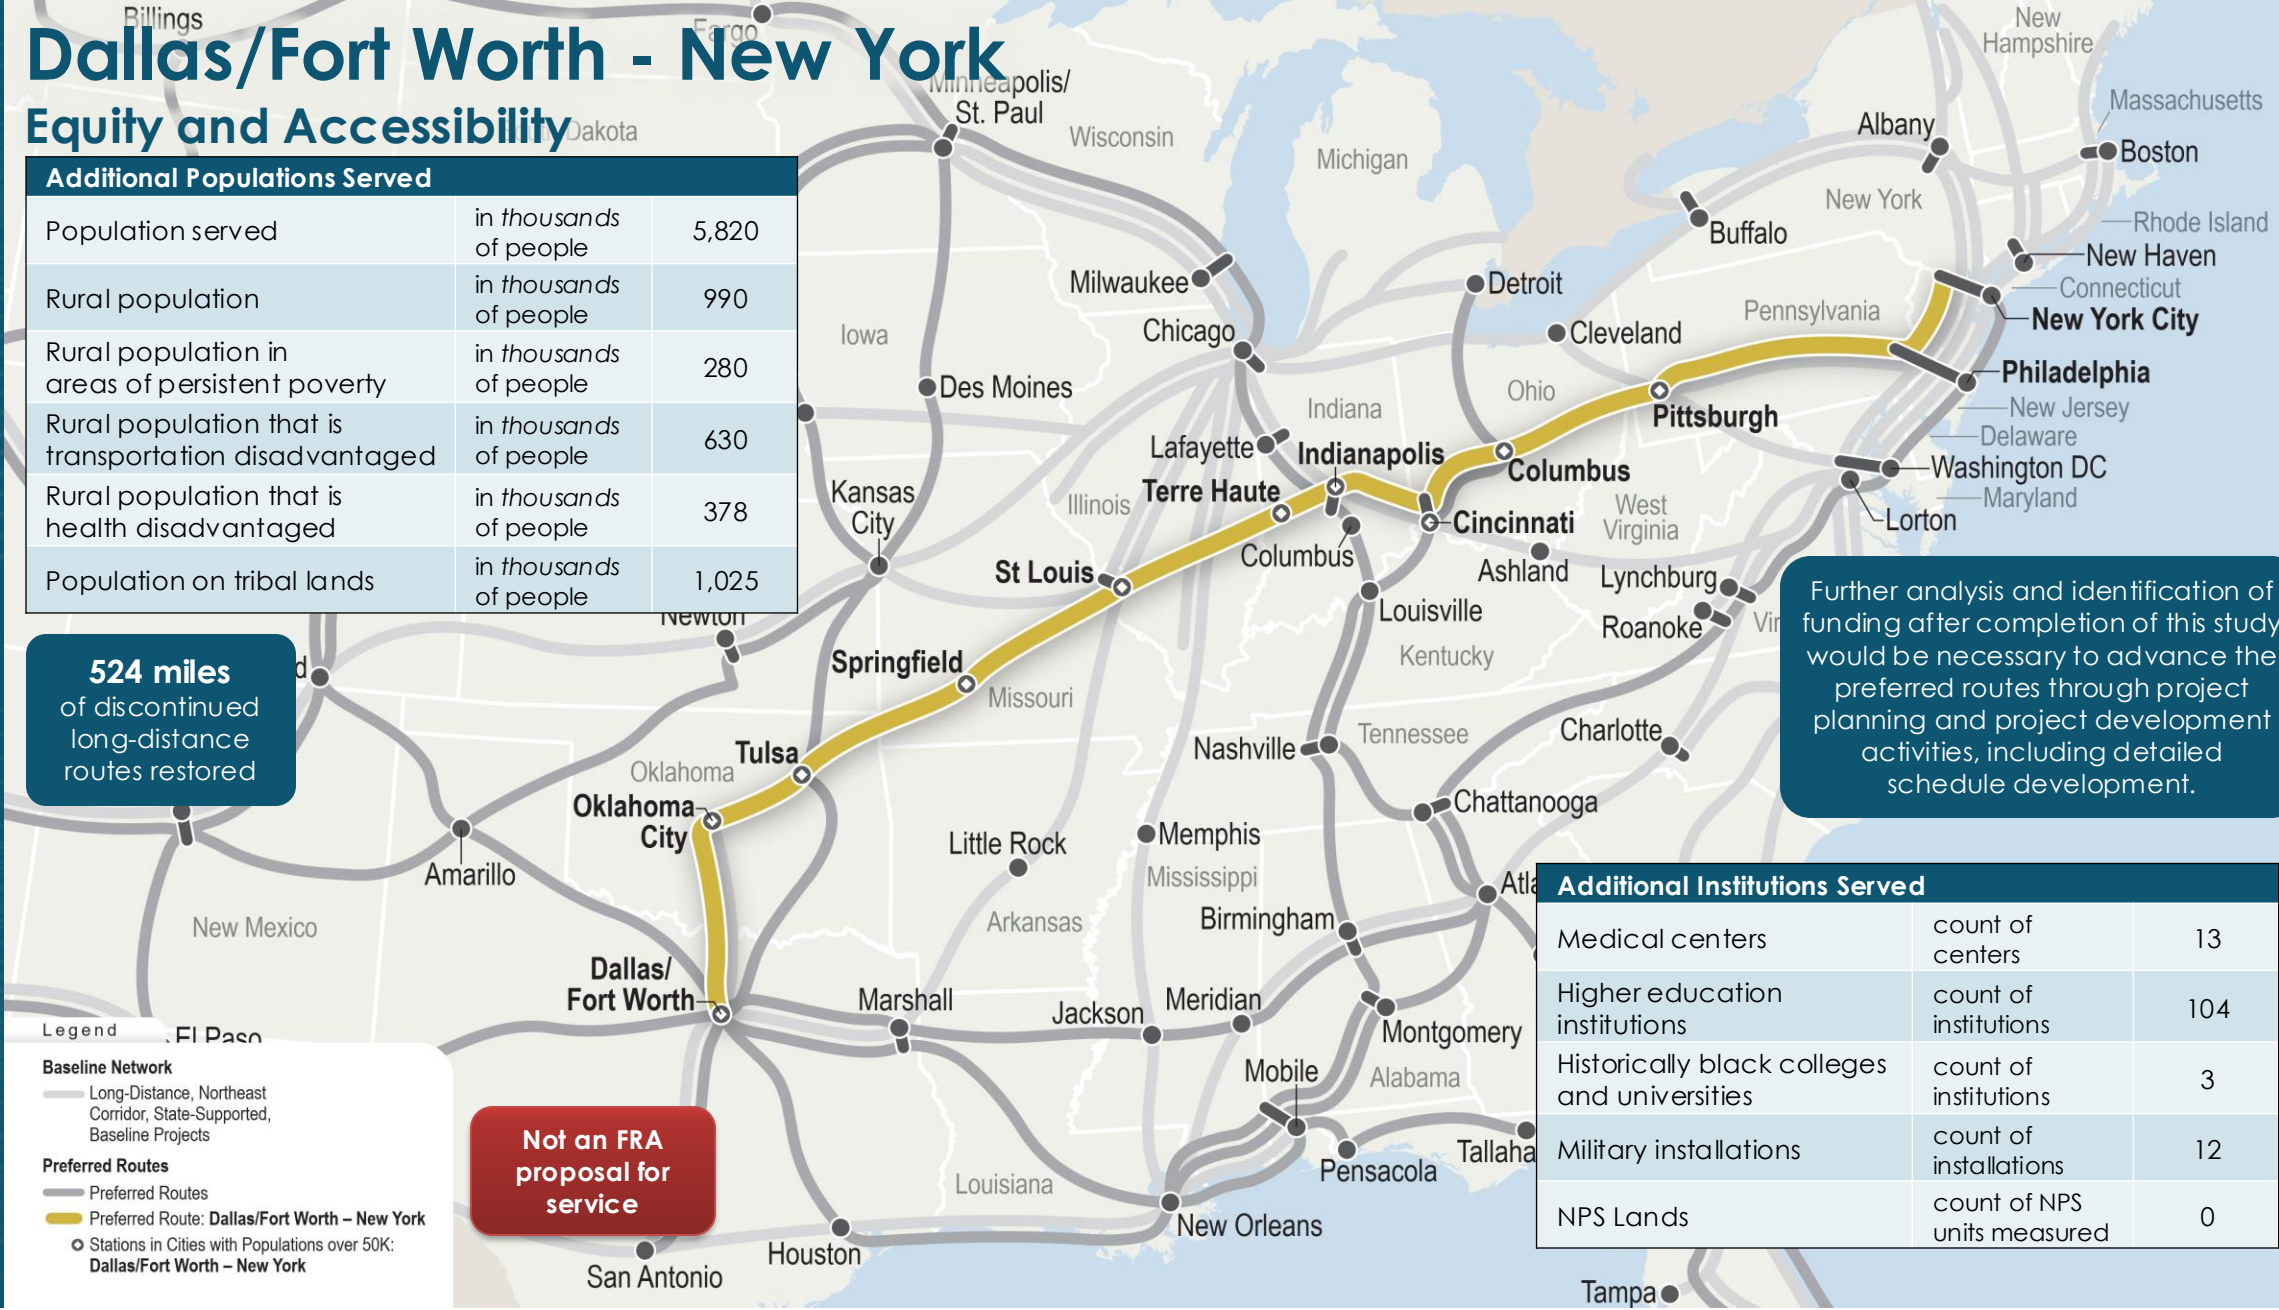 Dallas/Fort Worth - New York
Equity and Accessibility
Additional Populations Served
Population served
in thousands
of people
5,820
Rural population
in thousands
of people
990
Rural population in
areas of persistent poverty
in thousands
of people
280
Rural population that is
transportation disadvantaged
in thousands
of people
630
Rural population that is
health disadvantaged
in thousands
of people
378
Population on tribal lands
in thousands
of people
1,025
524 miles
of discontinued
long-distance
routes restored
Billings
Fargo
Dakota
Minneapolis/
St. Paul
Wisconsin
Michigan
New
Hampshire
Massachusetts
Albany
Boston
New York
Rhode Island
Buffalo
New Haven
Connecticut
New York City
Milwaukee
Detroit
Chicago
Cleveland
Pennsylvania
Iowa
Philadelphia
Des Moines
Indiana
Ohio
Pittsburgh
New Jersey
Delaware
Lafayette
Indianapolis
Columbus
Washington DC
Maryland
Kansas
City
Illinois
Terre Haute
West
Virginia
Lorton
Cincinnati
Columbus
St Louis
Ashland
Lynchburg
Newton
Louisville
Roanoke
Vir
d
Springfield
Missouri
Kentucky
Tulsa
Nashville
Tennessee
Charlotte
Oklahoma
Oklahoma
City
Chattanooga
Amarillo
Little Rock
Memphis
Mississippi
Atla
New Mexico
Arkansas
Birmingham
Dallas/
Fort Worth
Marshall
Jackson
Meridian
Montgomery
El Paso
Mobile
Alabama
Louisiana
Pensacola
Tallaha
New Orleans
Houston
San Antonio
Tampa
Further analysis and identification of
funding after completion of this study
would be necessary to advance the
preferred routes through project
planning and project development
activities, including detailed
schedule development.
Additional Institutions Served
Medical centers
count of
centers
13
Higher education
institutions
count of
institutions
104
Historically black colleges
and universities
count of
institutions
3
Military installations
count of
installations
12
NPS Lands
count of NPS
units measured
0
Legend
Baseline Network
Long-Distance, Northeast
Corridor, State-Supported,
Baseline Projects
Preferred Routes
Preferred Routes
Preferred Route: Dallas/Fort Worth – New York
Stations in Cities with Populations over 50K:
Dallas/Fort Worth – New York
Not an FRA
proposal for
service